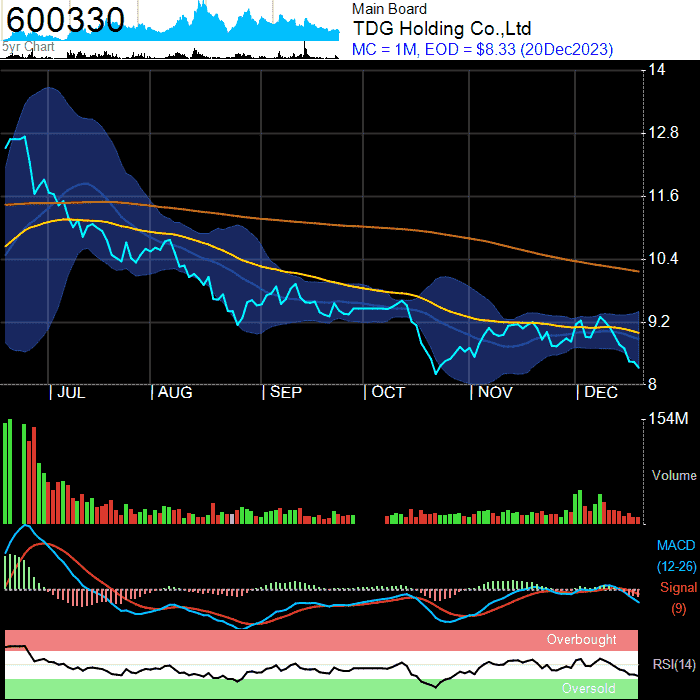 600330
5yr Chart
Main Board
TDG Holding Co.,Ltd
MC = 1M, EOD = $8.33 (20Dec2023)
14
12.8
11.6
10.4
9.2
8
JUL
AUG
SEP
OCT
NOV
DEC
154M
Volume
MACD
(12-26)
Signal
(9)
Overbought
RSI(14)
Oversold